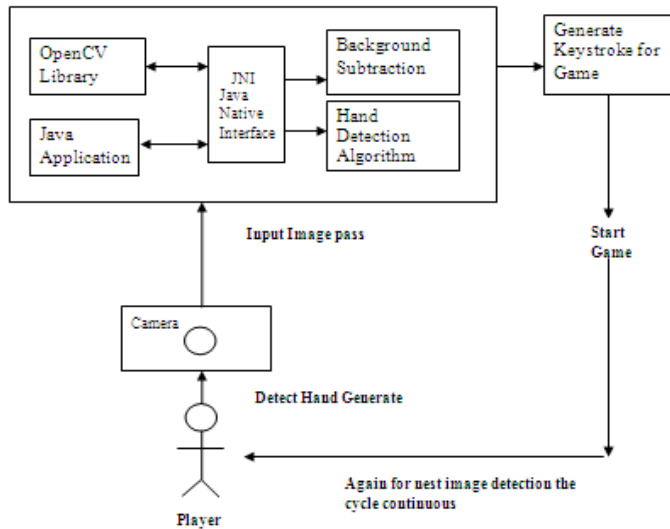 OpenCV
Library
JNI
Java
Native
Interface
Background
Subtraction
Generate
Keystroke for
Game
Java
Application
Hand
Detection
Algorithm
Input Image pass
Start
Game
Camera
Detect Hand Generate
Again for nest image detection the
cycle continuous
Player